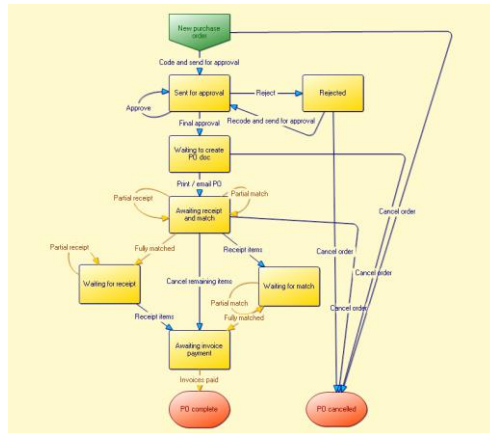 New purchase
order
Code and send for approval
Sent for approval
Reject
Rejected
Approve
Recode and send for approval
Final approval
Waiting to create
PO doc
Print / email PO
Partial receipt
Partial match
Awaiting receipt
and match
Cancel order
Partial receipt
Fully matched
Receipt items
Cancel order
Cancel order
Waiting for receipt
Cancel remaining items
Waiting for match
Partial match
Cancel order
Receipt items
Fully matched
Awaiting invoice
payment
Invoices paid
PO complete
PO cancelled